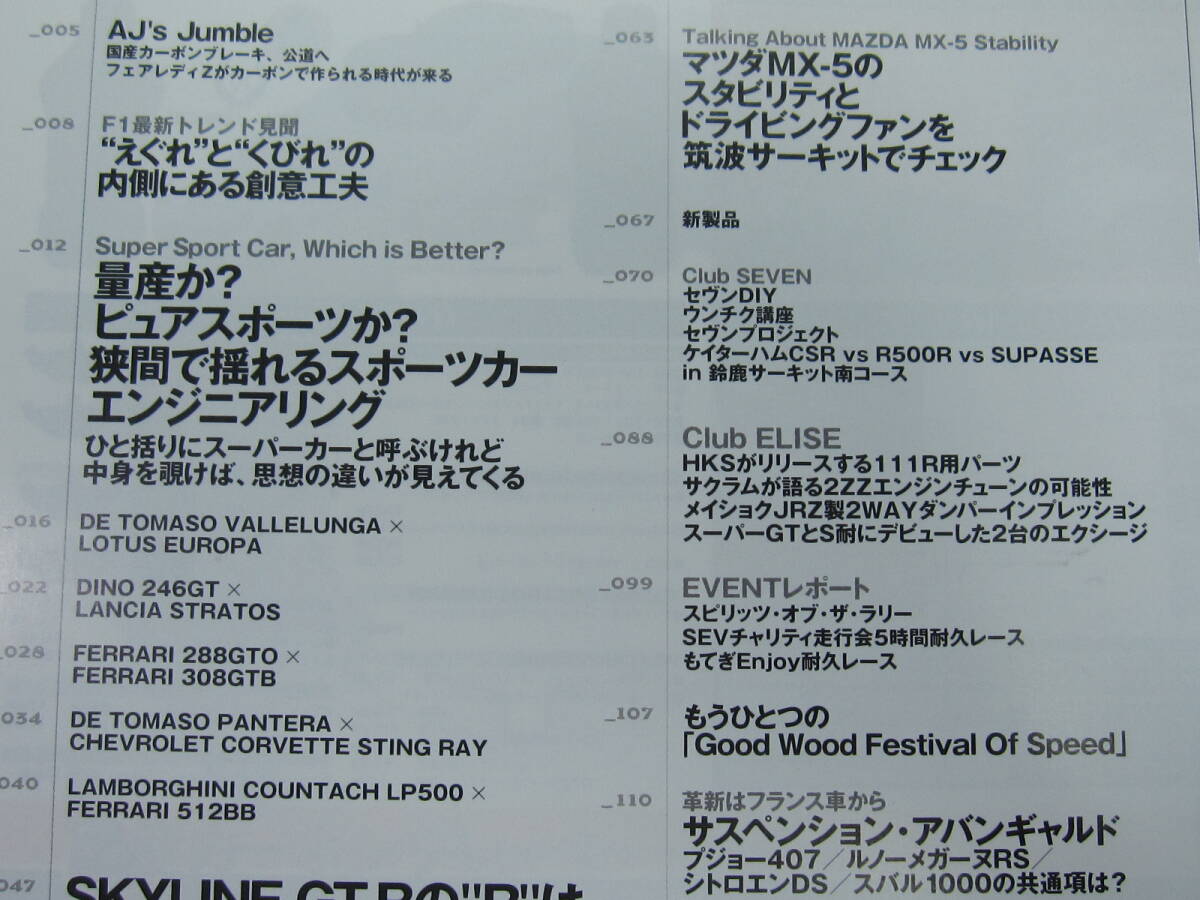 _005
AJ's Jumble
国産カーボンブレーキ、公道へ
フェアレディZがカーボンで作られる時代が来る
_008
F1最新トレンド見聞
“えぐれ”と“くびれ”の
内側にある創意工夫
_012
Super Sport Car, Which is Better?
量産か?
ピュアスポーツか?
狭間で揺れるスポーツカー
エンジニアリング
ひと括りにスーパーカーと呼ぶけれど
中身を覗けば、思想の違いが見えてくる
_016
DE TOMASO VALLELUNGA ×
LOTUS EUROPA
_022
DINO 246GT ×
LANCIA STRATOS
_028
FERRARI 288GTO ×
FERRARI 308GTB
034
DE TOMASO PANTERA ×
CHEVROLET CORVETTE STING RAY
040
LAMBORGHINI COUNTACH LP500 ×
FERRARI 512BB
047
SKYLINE GT-Rの"R"は
_063
Talking About MAZDA MX-5 Stability
マツダMX-5の
スタビリティと
ドライビングファンを
筑波サーキットでチェック
_067
新製品
_070
Club SEVEN
セヴンDIY
ウンチク講座
セヴンプロジェクト
ケイターハムCSR vs R500R vs SUPASSE
in 鈴鹿サーキット南コース
_088
Club ELISE
HKSがリリースする111R用パーツ
サクラムが語る2ZZエンジンチューンの可能性
メイショクJRZ製2WAYダンパーインプレッション
スーパーGTとS耐にデビューした2台のエクシージ
_099
EVENTレポート
スピリッツ・オブ・ザ・ラリー
SEVチャリティ走行会5時間耐久レース
もてぎEnjoy耐久レース
_107
もうひとつの
「Good Wood Festival Of Speed」
_110
革新はフランス車から
サスペンション・アバンギャルド
プジョー407／ルノーメガーヌRS／
シトロエンDS／スバル1000の共通項は?